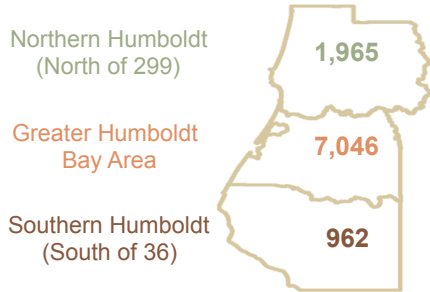 Northern Humboldt
(North of 299)
1,965
Greater Humboldt
Bay Area
7,046
Southern Humboldt
(South of 36)
962